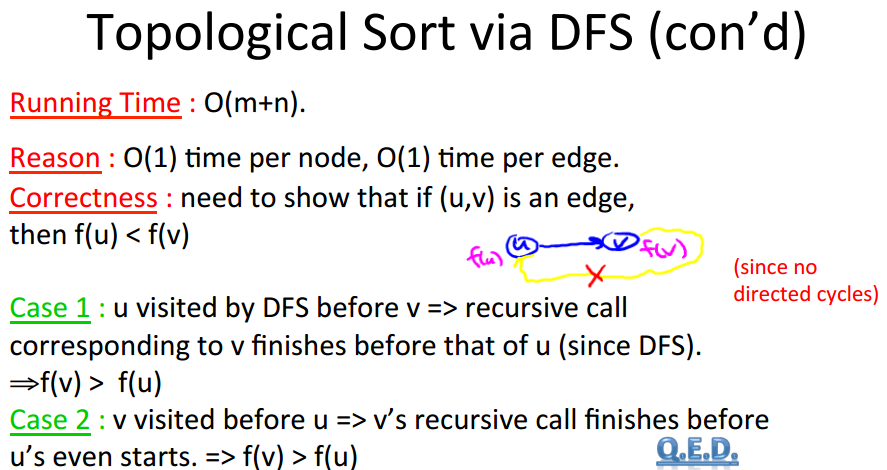 Topological Sort via DFS (con’d)
Running Time : O(m+n).
Reason : O(1) time per node, O(1) time per edge.
Correctness : need to show that if (u,v) is an edge,
then f(u) < f(v)
f(u) u v f(v)
(since no
directed cycles)
Case 1 : u visited by DFS before v => recursive call
corresponding to v finishes before that of u (since DFS).
⇒f(v) > f(u)
Case 2 : v visited before u => v’s recursive call finishes before
u’s even starts. => f(v) > f(u)
Q.E.D.